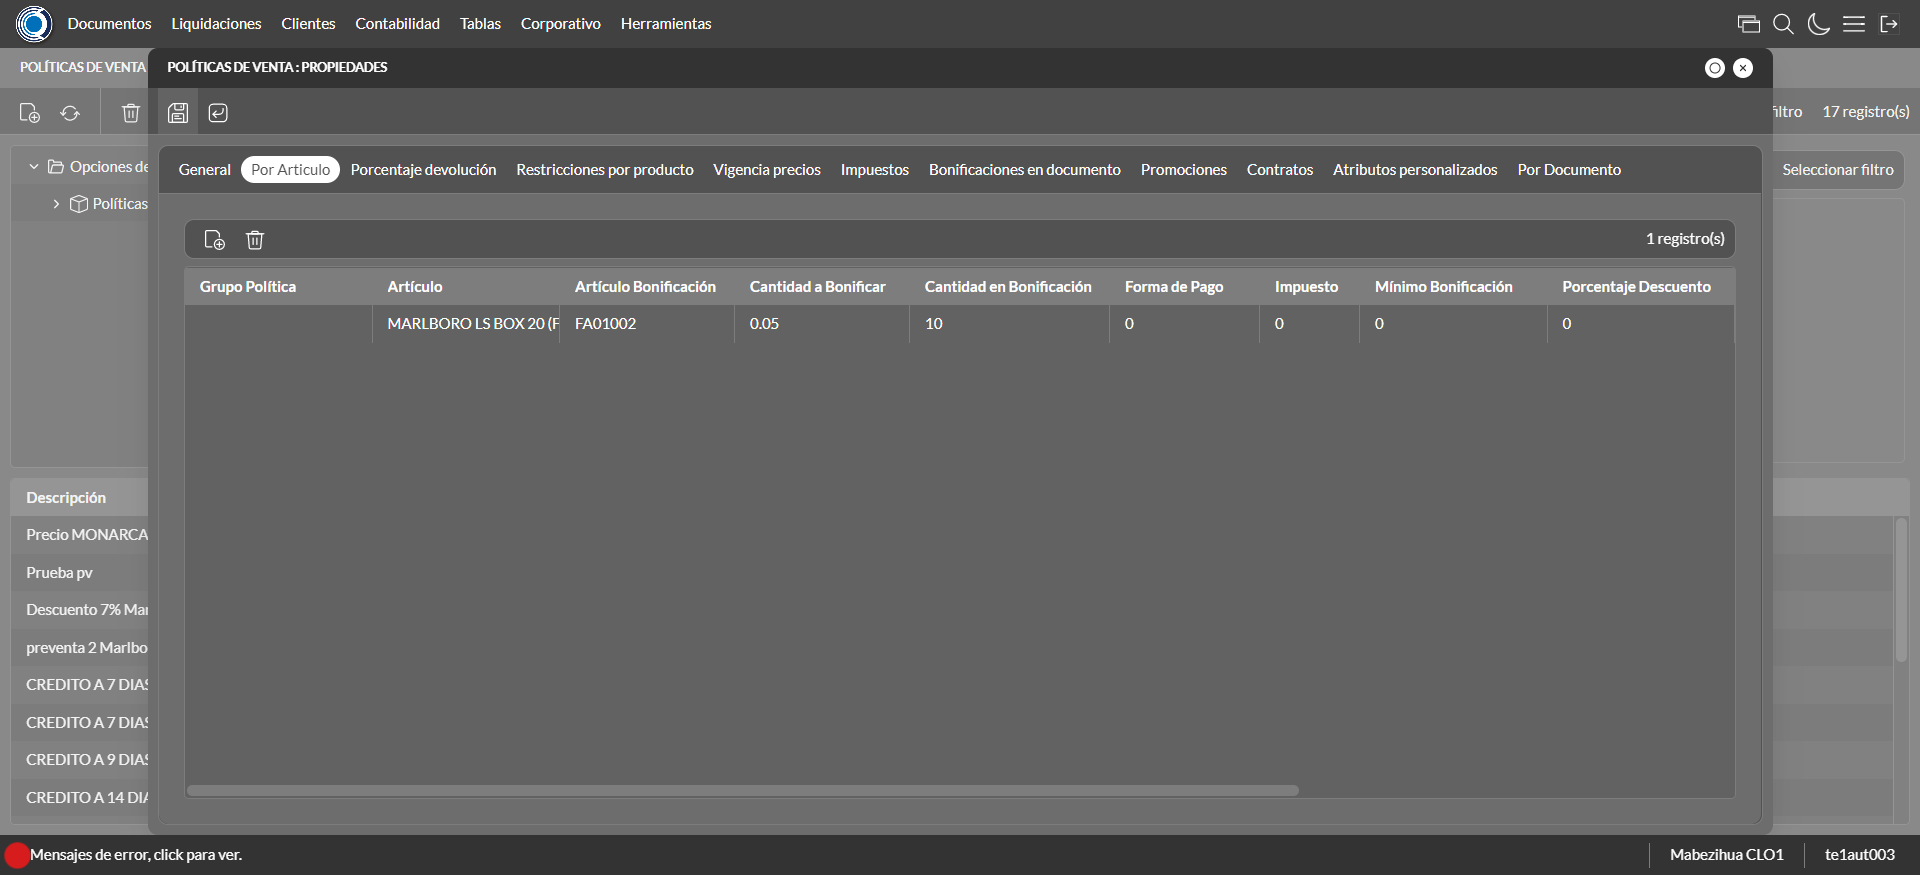 Documentos Liquidaciones Clientes Contabilidad Tablas Corporativo Herramientas
POLÍTICAS DE VENTA
POLÍTICAS DE VENTA : PROPIEDADES
filtro 17 registro(s)
Opciones de
Políticas
Seleccionar filtro
General Por Articulo Porcentaje devolución Restricciones por producto Vigencia precios Impuestos Bonificaciones en documento Promociones Contratos Atributos personalizados Por Documento
1 registro(s)
Grupo Política Artículo Artículo Bonificación Cantidad a Bonificar Cantidad en Bonificación Forma de Pago Impuesto Mínimo Bonificación Porcentaje Descuento
MARLBORO LS BOX 20 (F FA01002 0.05 10 0 0 0 0
Descripción
Precio MONARCA
Prueba pv
Descuento 7% Mar
preventa 2 Marlbo
CREDITO A 7 DIAS
CREDITO A 7 DIAS
CREDITO A 9 DIAS
CREDITO A 14 DIA
Mensajes de error, click para ver.
Mabezihua CLO1 te1aut003